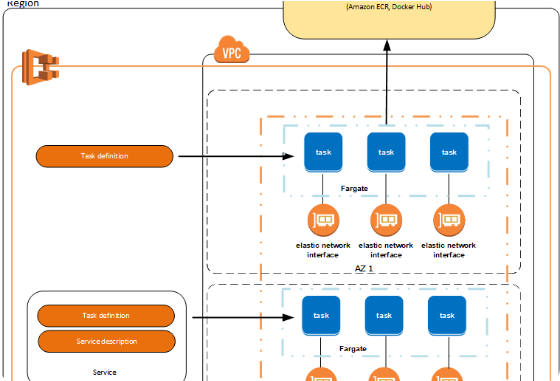 Region
(Amazon ECR, Docker Hub)
VPC
task
task
task
Task definition
Fargate
elastic network interface
elastic network interface
elastic network interface
AZ 1
Task definition
task
task
task
Service description
Fargate
Service